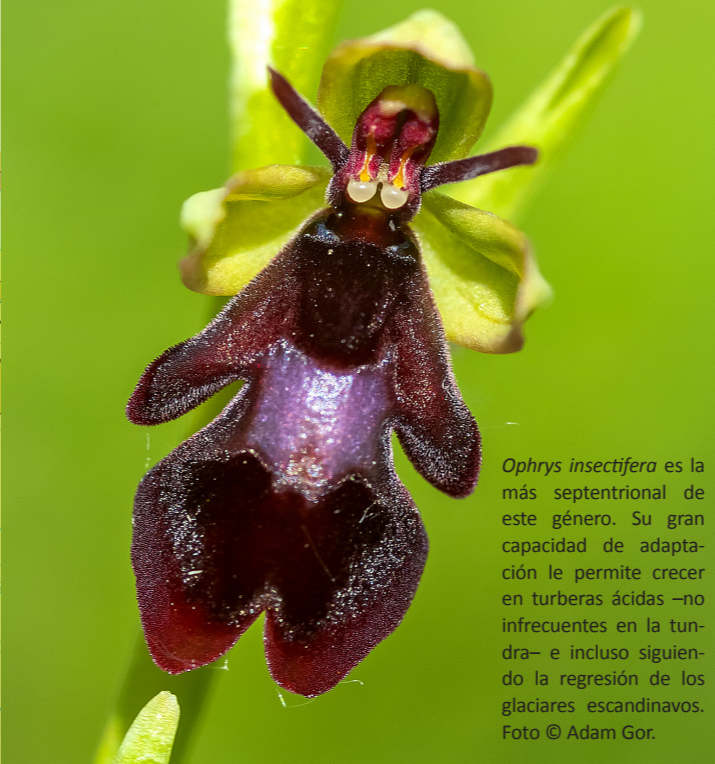 Ophrys insectifera es la
más septentrional de
este género. Su gran
capacidad de adapta-
ción le permite crecer
en turberas ácidas –no
infrecuentes en la tun-
dra– e incluso siguien-
do la regresión de los
glaciares escandinavos.
Foto © Adam Gor.